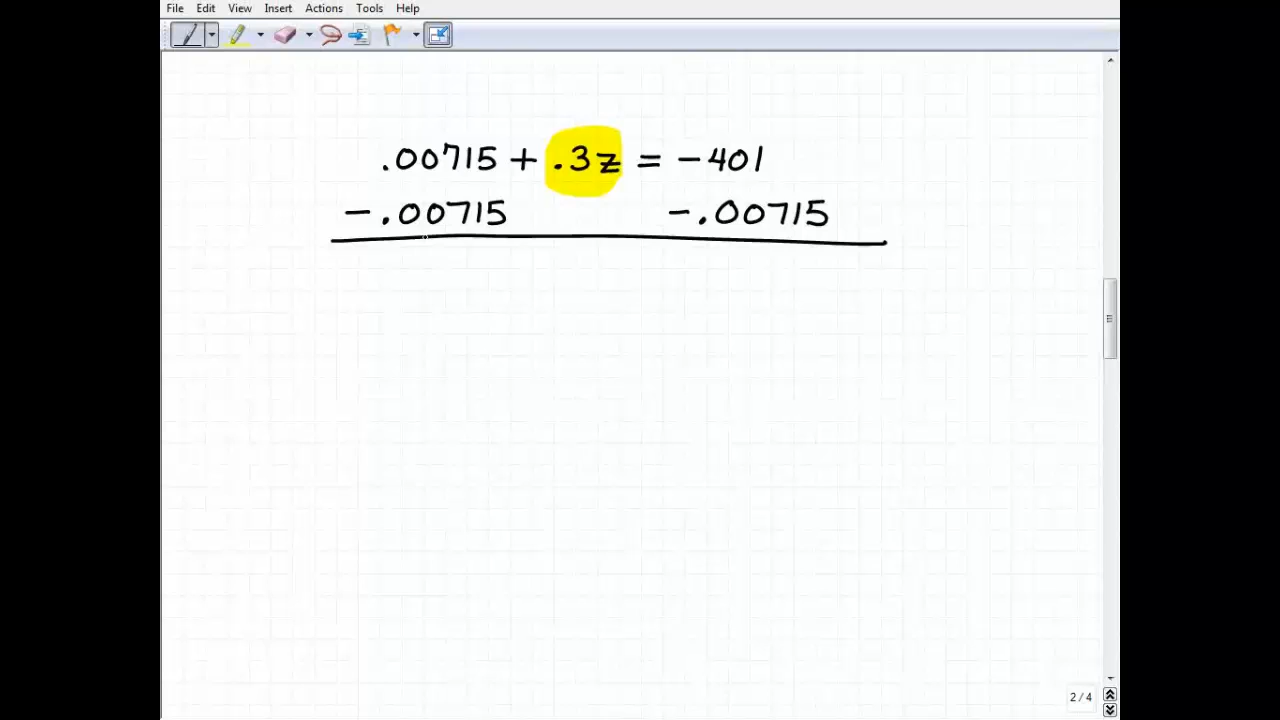 File Edit View Insert Actions Tools Help
.00715 + .3z = -401
-.00715 -.00715
2 / 4